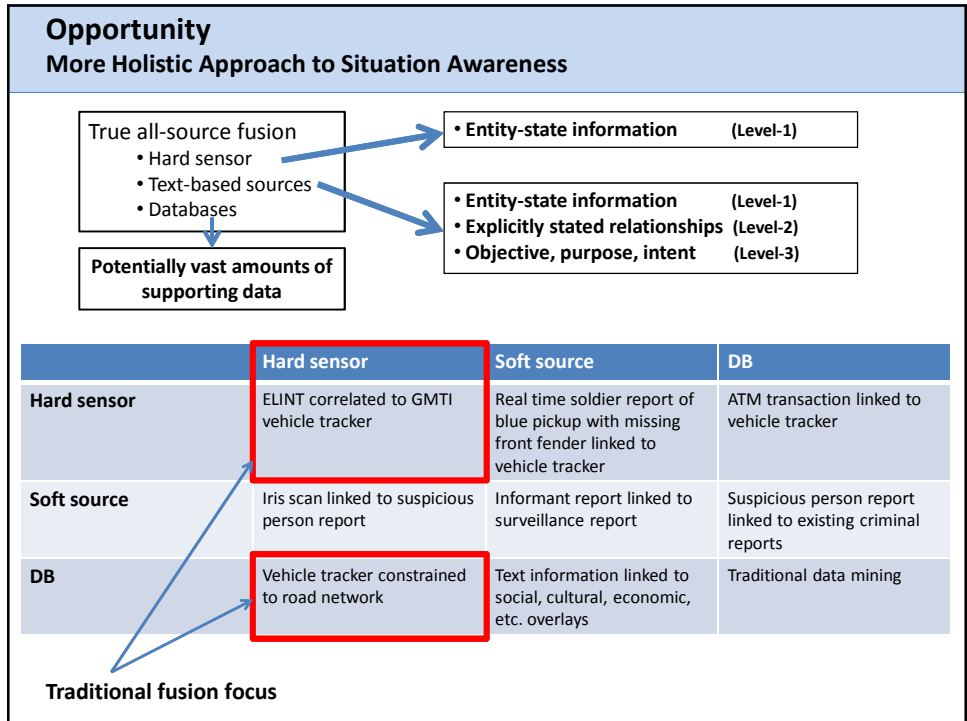 Opportunity
More Holistic Approach to Situation Awareness
True all-source fusion
• Hard sensor
• Text-based sources
• Databases
• Entity-state information (Level-1)
• Entity-state information (Level-1)
• Explicitly stated relationships (Level-2)
• Objective, purpose, intent (Level-3)
Potentially vast amounts of
supporting data
Hard sensor Soft source DB
Hard sensor
ELINT correlated to GMTI
vehicle tracker
Real time soldier report of
blue pickup with missing
front fender linked to
vehicle tracker
ATM transaction linked to
vehicle tracker
Soft source
Iris scan linked to suspicious
person report
Informant report linked to
surveillance report
Suspicious person report
linked to existing criminal
reports
DB
Vehicle tracker constrained
to road network
Text information linked to
social, cultural, economic,
etc. overlays
Traditional data mining
Traditional fusion focus